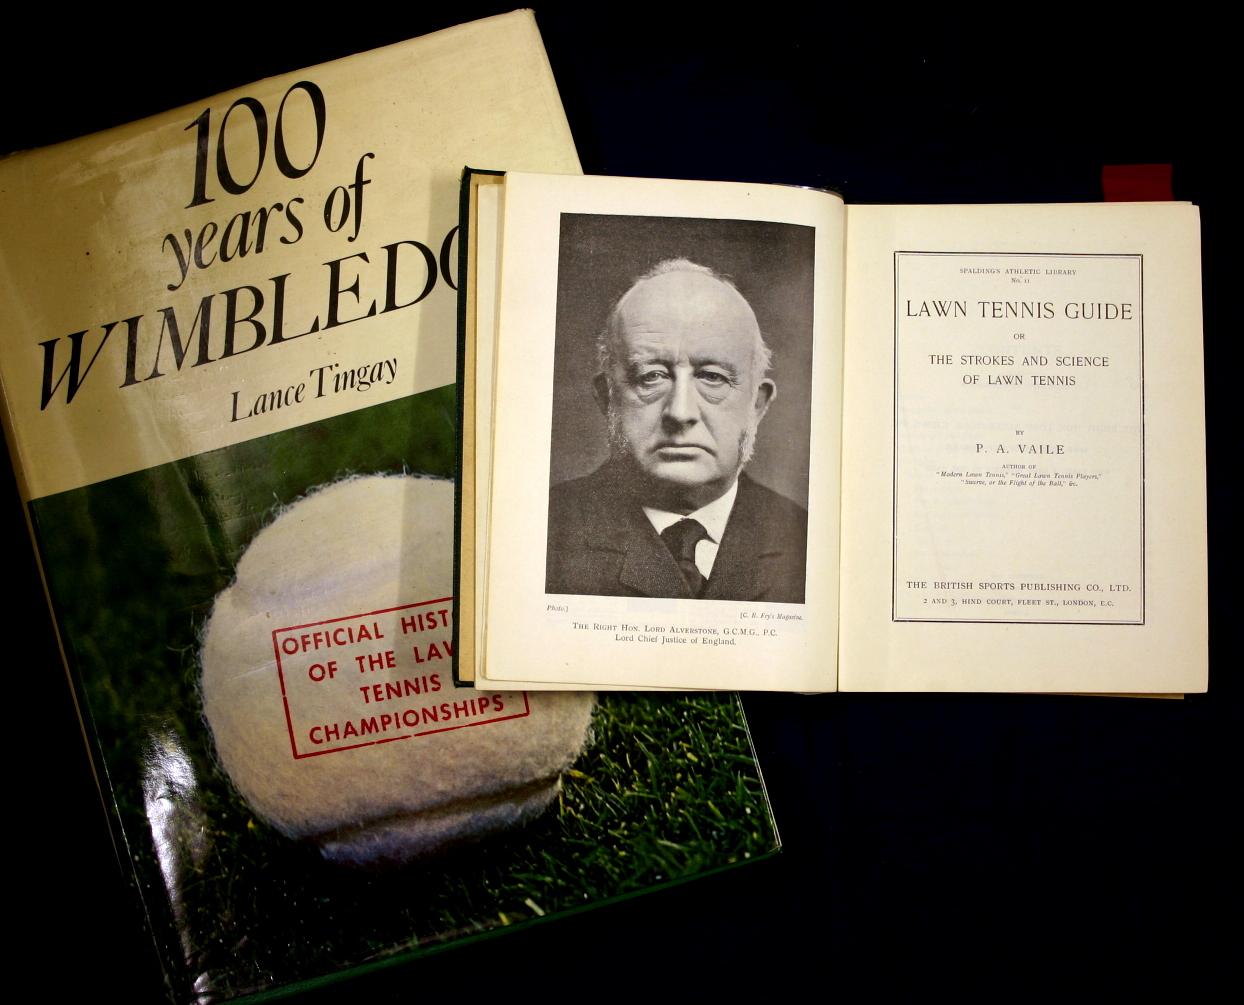 100
years of
WIMBLEDO
Lance Tingay
OFFICIAL HIST
OF THE LAW
TENNIS
CHAMPIONSHIPS
Photo.]
[C. B. Fry's Magazine.
The Right Hon. Lord Alverstone, G.C.M.G., P.C.
Lord Chief Justice of England.
SPALDING'S ATHLETIC LIBRARY
No. 11
LAWN TENNIS GUIDE
OR
THE STROKES AND SCIENCE
OF LAWN TENNIS
BY
P. A. VAILE
AUTHOR OF
"Modern Lawn Tennis," "Great Lawn Tennis Players,"
"Swerve, or the Flight of the Ball," &c.
THE BRITISH SPORTS PUBLISHING CO., LTD.
2 AND 3, HIND COURT, FLEET ST., LONDON, E.C.